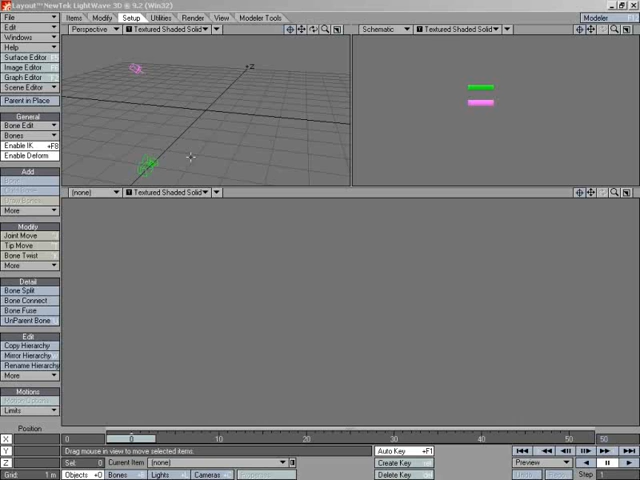 Layout™ NewTek LightWave 3D ® 9.2 (Win32)
File
Items
Modify
Setup
Utilities
Render
View
Modeler Tools
Modeler
Edit
Windows
Help
Surface Editor
Image Editor
Graph Editor
Scene Editor
Parent in Place
General
Bone Edit
Bones
Enable IK +F8
Enable Deform
Add
More
Modify
Joint Move
Tip Move
Bone Twist
More
Detail
Bone Split
Bone Connect
Bone Fuse
UnParent Bone
Edit
Copy Hierarchy
Mirror Hierarchy
Rename Hierarchy
More
Motions
Limits
Perspective
Textured Shaded Solid
Schematic
Textured Shaded Solid
Z
(none)
Textured Shaded Solid
Position
X
Y
Z
Grid: 1 m
0
0
10
20
30
40
50
50
Drag mouse in view to move selected items.
Sel: 0
Current Item
(none)
Objects +O
Bones
Lights
Cameras
Auto Key +F1
Create Key
Delete Key
Preview
Step
1